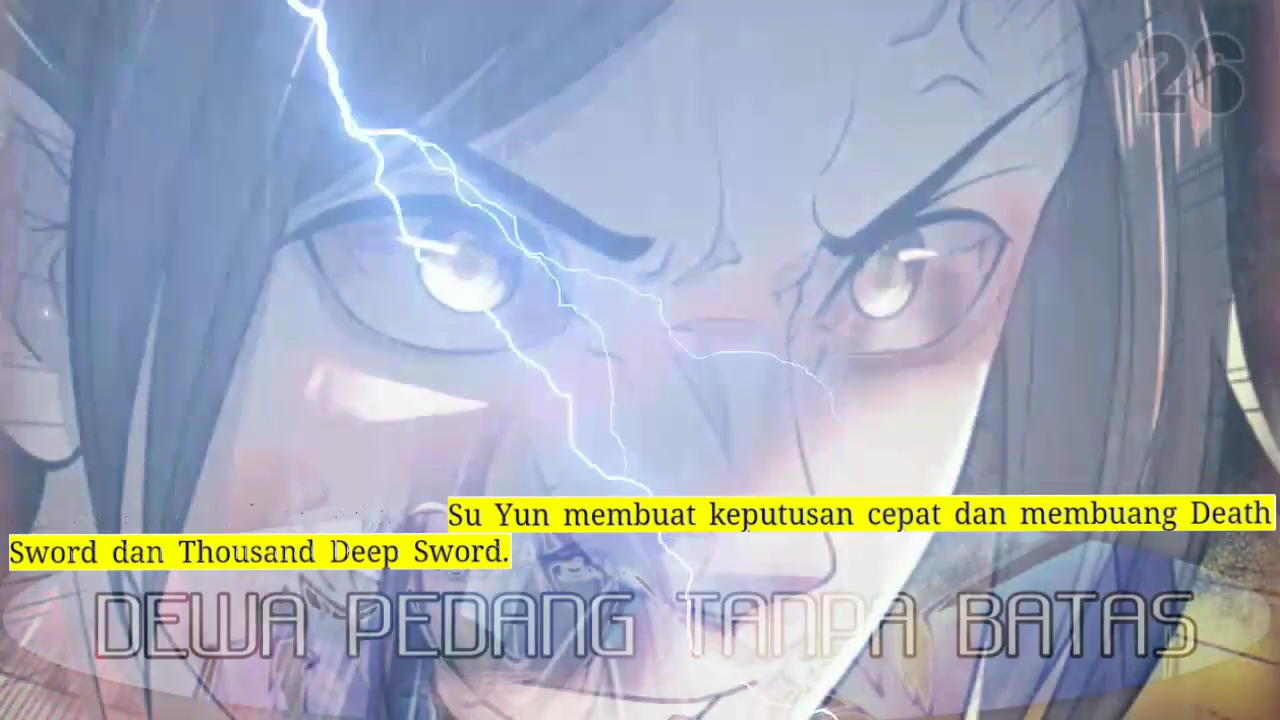 26
Su Yun membuat keputusan cepat dan membuang Death
Sword dan Thousand Deep Sword.
DEWA PEDANG TANPA BATAS